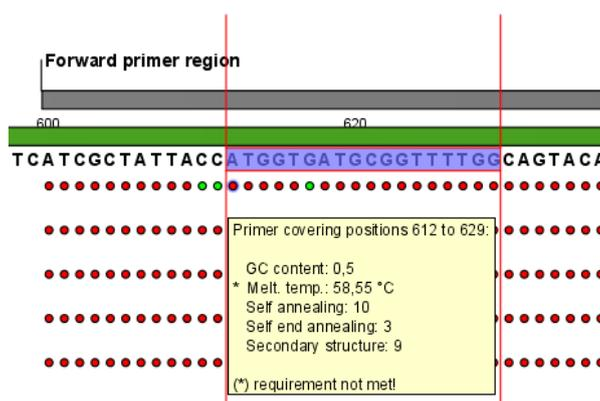 Forward primer region
600 620
TCATCGCTATTACCATGGTGATGCGGTTTTGGCAGTACA
Primer covering positions 612 to 629:
GC content: 0,5
* Melt. temp.: 58,55 °C
Self annealing: 10
Self end annealing: 3
Secondary structure: 9
(*) requirement not met!